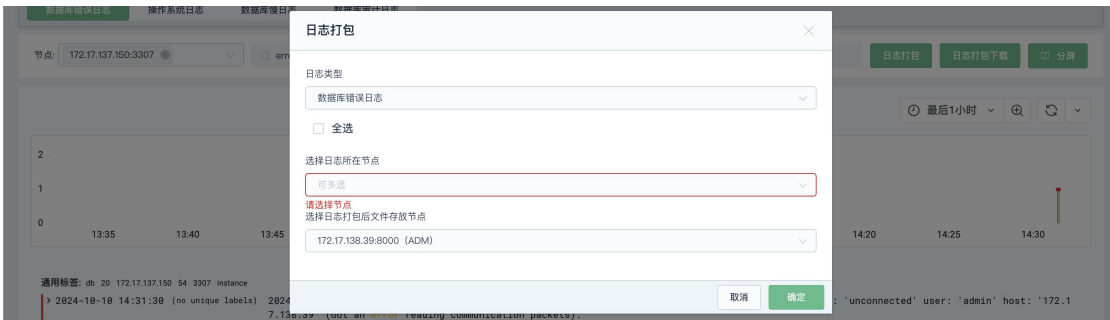 数据库错误日志 操作系统日志 数据库慢日志 数据库审计日志
日志打包
节点: 172.17.137.150:3307
日志打包 日志打包下载 分屏
日志类型
数据库错误日志
最后1小时
全选
选择日志所在节点
可多选
请选择节点
选择日志打包后文件存放节点
172.17.138.39:8000 (ADM)
2
1
0
13:35 13:40 13:45 14:20 14:25 14:30
通用标签: db 20 172.17.137.150 54 3307 instance
取消 确定
> 2024-10-10 14:31:30 (no unique labels) 2024 : 'unconnected' user: 'admin' host: '172.1
7.138.39' (Got an error reading communication packets).